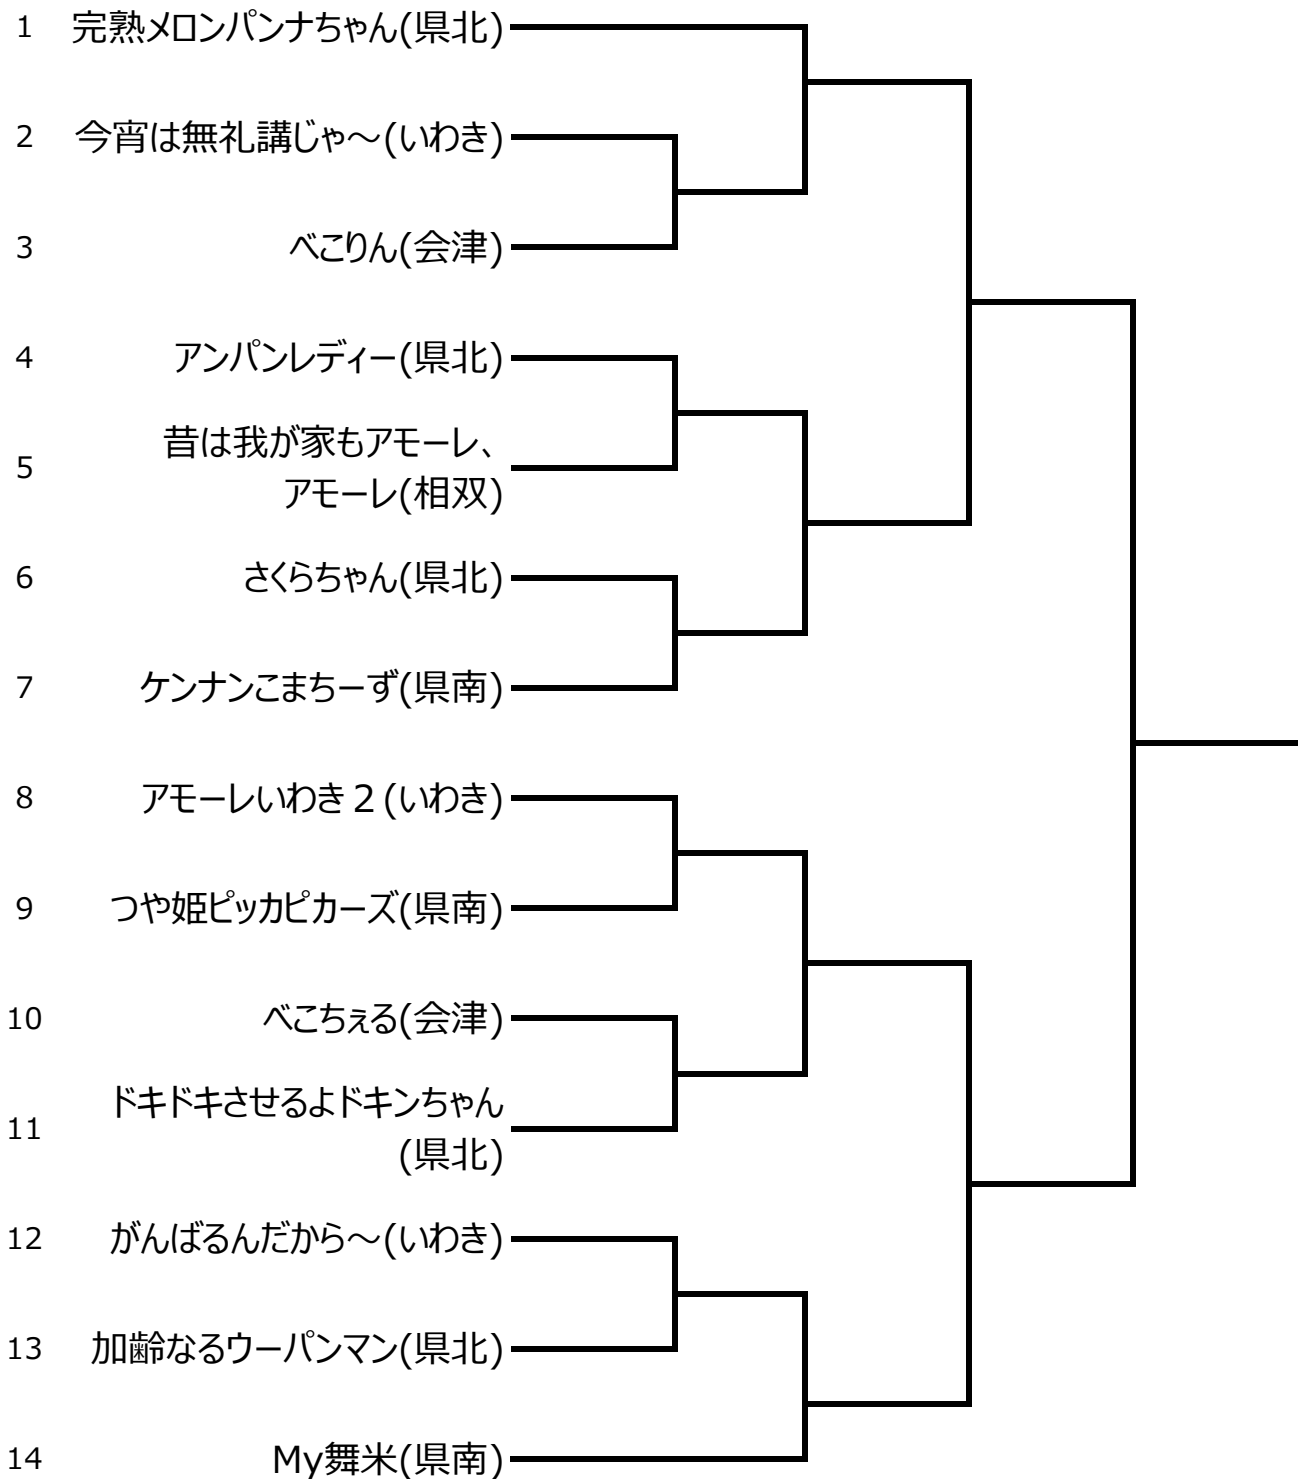 1 完熟メロンパンナちゃん(県北)
2 今宵は無礼講じゃ～(いわき)
3 べこりん(会津)
4 アンパンレディー(県北)
5 昔は我が家もアモーレ、
アモーレ(相双)
6 さくらちゃん(県北)
7 ケンナンこまちーず(県南)
8 アモーレいわき２(いわき)
9 つや姫ピッカピカーズ(県南)
10 べこちぇる(会津)
11 ドキドキさせるよドキンちゃん
(県北)
12 がんばるんだから～(いわき)
13 加齢なるウーパンマン(県北)
14 My舞米(県南)